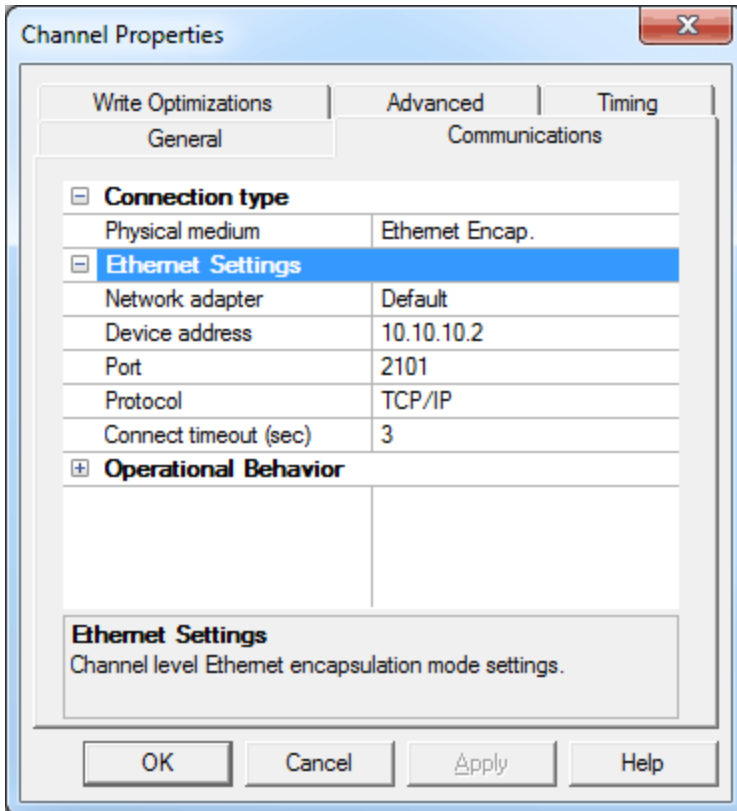 Channel Properties
Write Optimizations Advanced Timing
General Communications
Connection type
Physical medium Ethernet Encap.
Ethernet Settings
Network adapter Default
Device address 10.10.10.2
Port 2101
Protocol TCP/IP
Connect timeout (sec) 3
Operational Behavior
Ethernet Settings
Channel level Ethernet encapsulation mode settings.
OK Cancel Apply Help